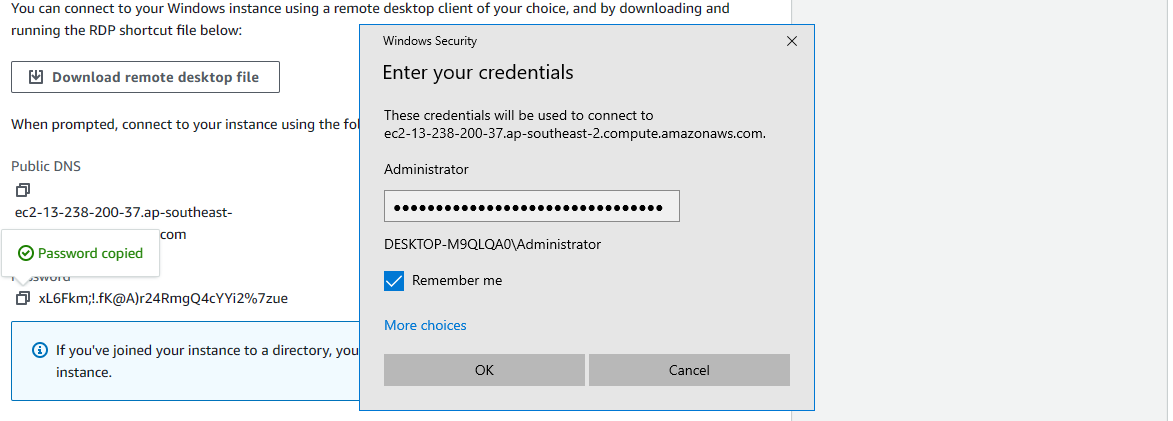 You can connect to your Windows instance using a remote desktop client of your choice, and by downloading and
running the RDP shortcut file below:
Download remote desktop file
When prompted, connect to your instance using the
Public DNS
ec2-13-238-200-37.ap-southeast-
com
Password copied
xL6Fkm;!.fK@A)r24RmgQ4cYYi2%7zue
If you've joined your instance to a directory, you
instance.
Windows Security
Enter your credentials
These credentials will be used to connect to
ec2-13-238-200-37.ap-southeast-2.compute.amazonaws.com.
Administrator
••••••••••••••••••••••••••••••••
DESKTOP-M9QLQA0\Administrator
Remember me
More choices
OK
Cancel